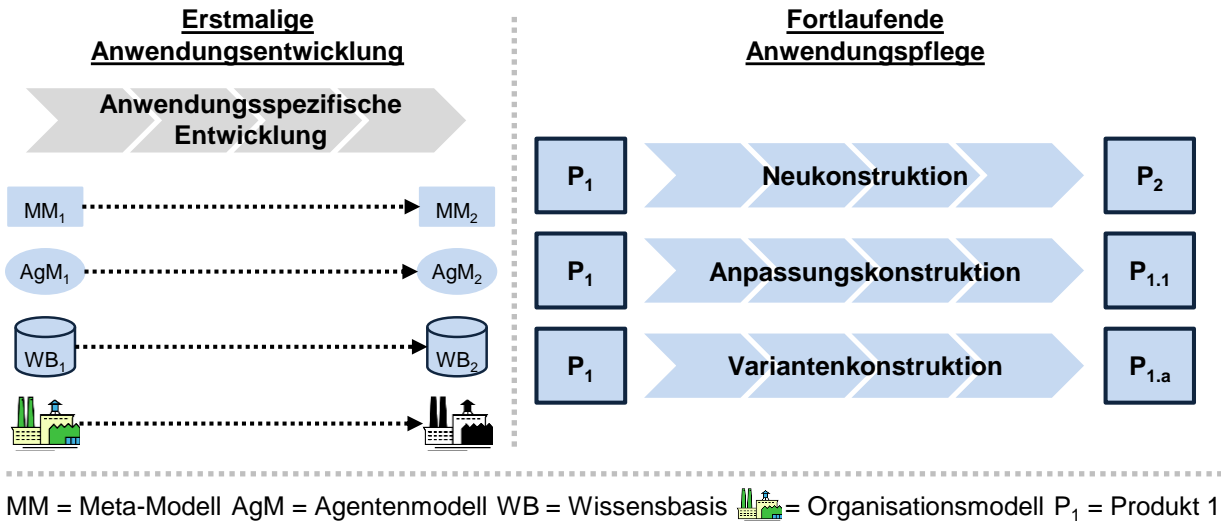 Erstmalige
Anwendungsentwicklung
Anwendungsspezifische
Entwicklung
MM₁ MM₂
AgM₁ AgM₂
WB₁ WB₂
Fortlaufende
Anwendungspflege
P₁ Neukonstruktion P₂
P₁ Anpassungskonstruktion P₁.₁
P₁ Variantenkonstruktion P₁.ₐ
MM = Meta-Modell AgM = Agentenmodell WB = Wissensbasis = Organisationsmodell P₁ = Produkt 1